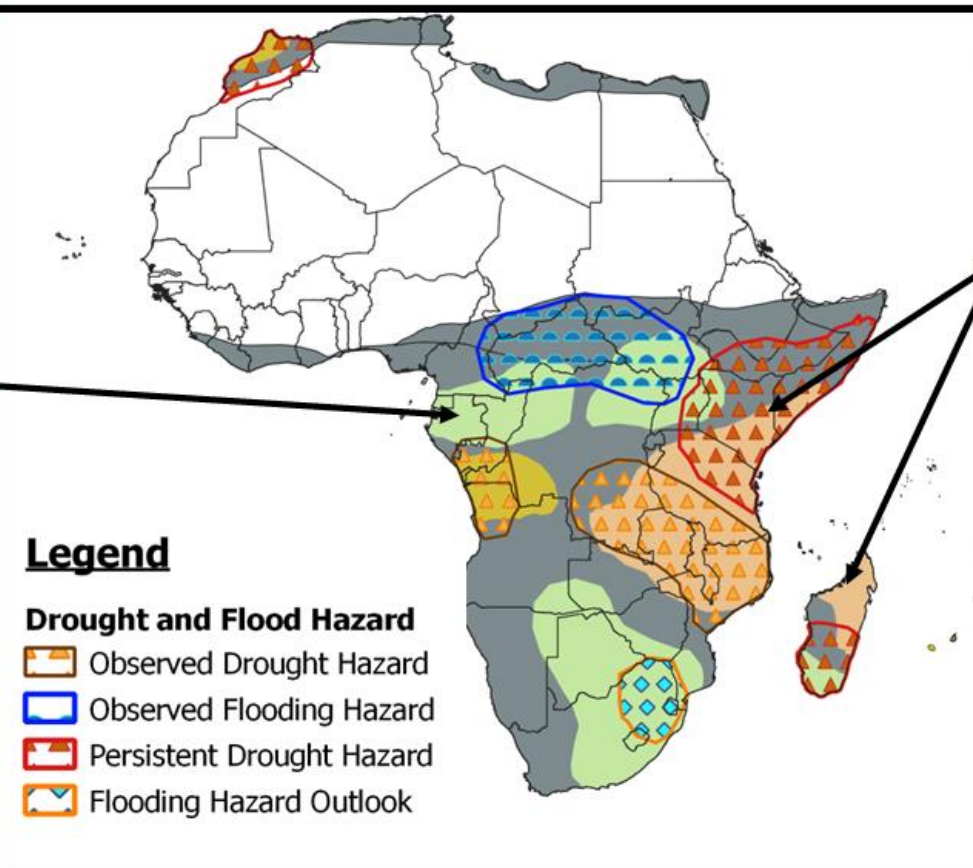 Legend
Drought and Flood Hazard
Observed Drought Hazard
Observed Flooding Hazard
Persistent Drought Hazard
Flooding Hazard Outlook